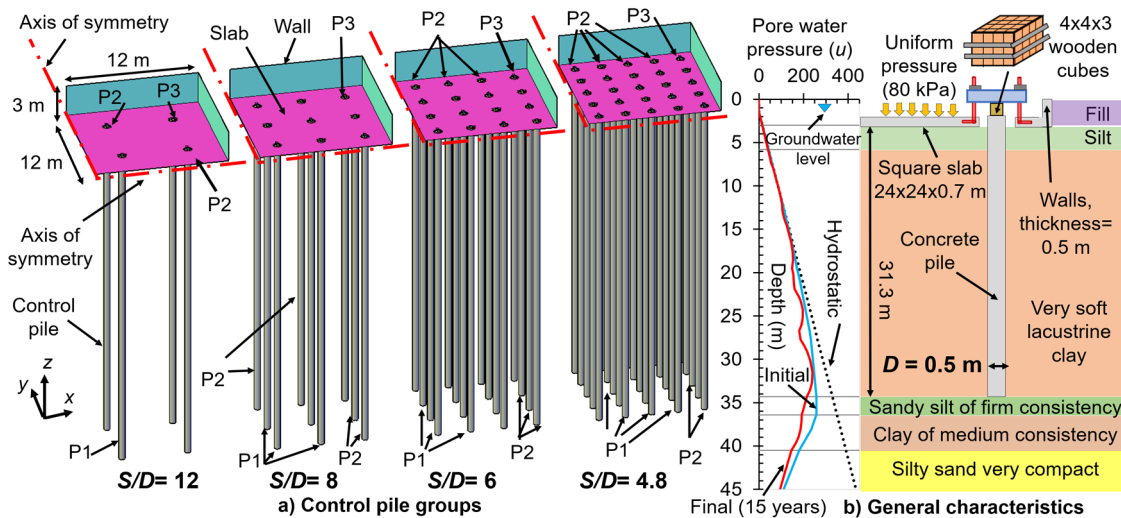 Axis of symmetry
12 m
3 m
12 m
P2
P3
P2
Axis of
symmetry
Control
pile
z
y
x
P1
S/D= 12
Slab
Wall
P3
P2
P1
P2
S/D= 8
P2
P3
P1
P2
S/D= 6
P2
P3
P1
P2
S/D= 4.8
a) Control pile groups
Pore water
pressure (u)
0 200 400
0
5
10
15
20
25
30
35
40
45
Groundwater
level
Hydrostatic
Depth (m)
Initial
Final (15 years)
Uniform
pressure
(80 kPa)
4x4x3
wooden
cubes
Fill
Silt
Square slab
24x24x0.7 m
Walls,
thickness=
0.5 m
Concrete
pile
31.3 m
Very soft
lacustrine
clay
D = 0.5 m
Sandy silt of firm consistency
Clay of medium consistency
Silty sand very compact
b) General characteristics